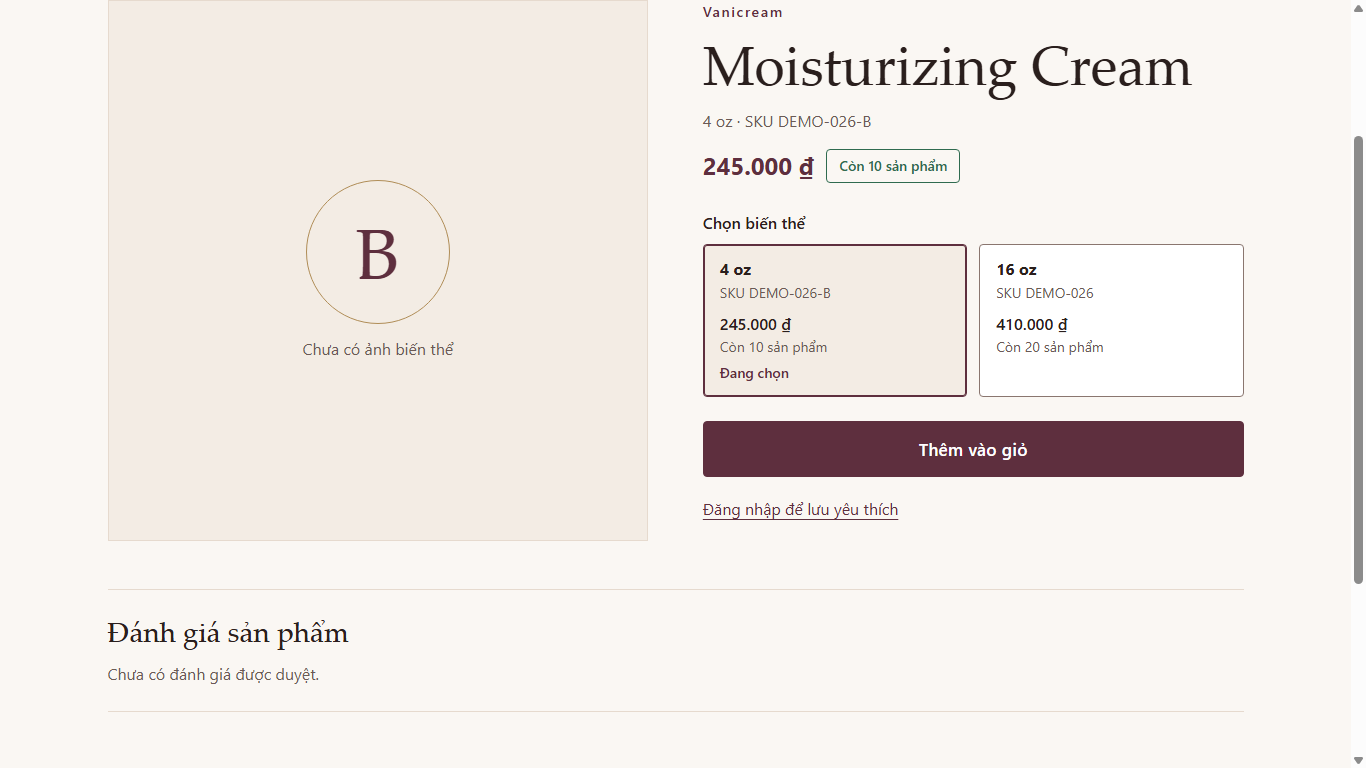 B
Chưa có ảnh biến thể
Vanicream
Moisturizing Cream
4 oz · SKU DEMO-026-B
245.000 ₫
Còn 10 sản phẩm
Chọn biến thể
4 oz
SKU DEMO-026-B
245.000 ₫
Còn 10 sản phẩm
Đang chọn
16 oz
SKU DEMO-026
410.000 ₫
Còn 20 sản phẩm
Thêm vào giỏ
Đăng nhập để lưu yêu thích
Đánh giá sản phẩm
Chưa có đánh giá được duyệt.